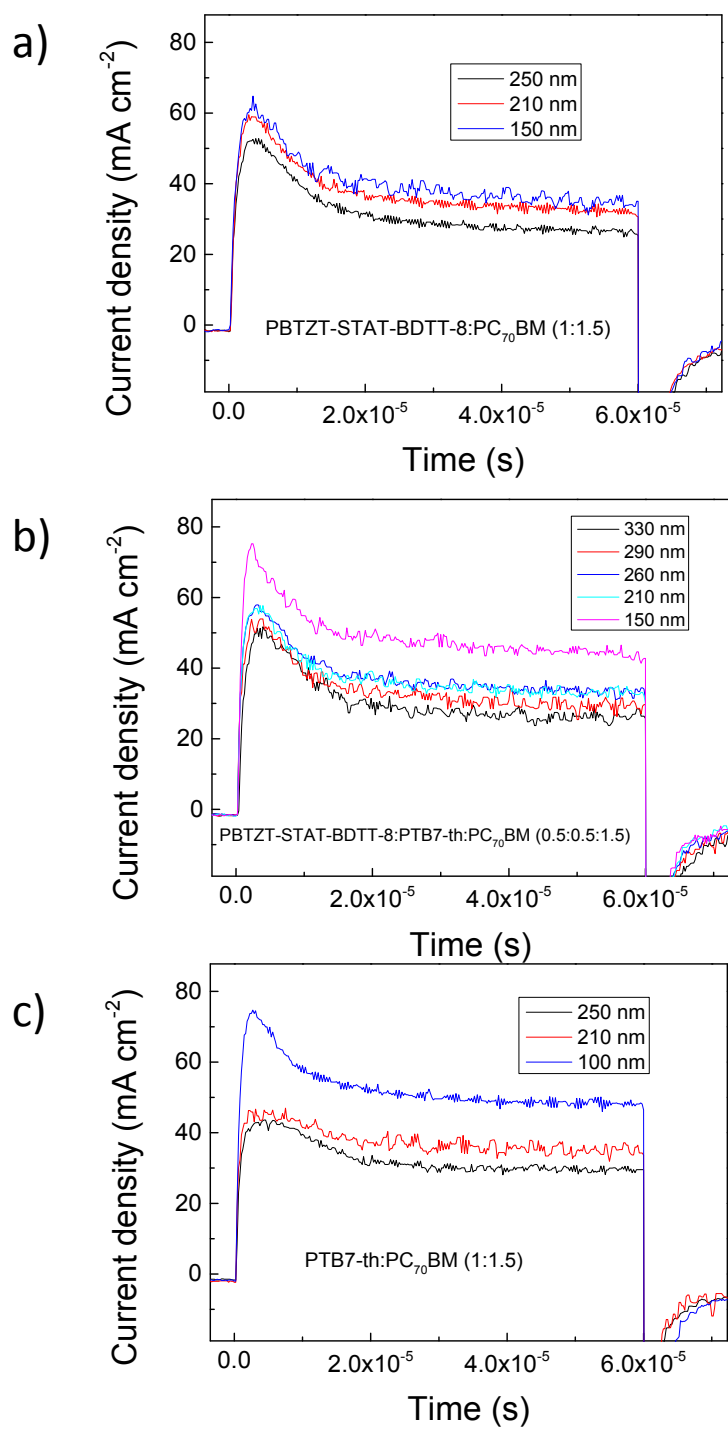 a)
Current density (mA cm⁻²)
80
60
40
20
0
250 nm
210 nm
150 nm
PBTZT-STAT-BDTT-8:PC₇₀BM (1:1.5)
0.0
2.0x10⁻⁵
4.0x10⁻⁵
6.0x10⁻⁵
Time (s)
b)
Current density (mA cm⁻²)
80
60
40
20
0
330 nm
290 nm
260 nm
210 nm
150 nm
PBTZT-STAT-BDTT-8:PTB7-th:PC₇₀BM (0.5:0.5:1.5)
0.0
2.0x10⁻⁵
4.0x10⁻⁵
6.0x10⁻⁵
Time (s)
c)
Current density (mA cm⁻²)
80
60
40
20
0
250 nm
210 nm
100 nm
PTB7-th:PC₇₀BM (1:1.5)
0.0
2.0x10⁻⁵
4.0x10⁻⁵
6.0x10⁻⁵
Time (s)